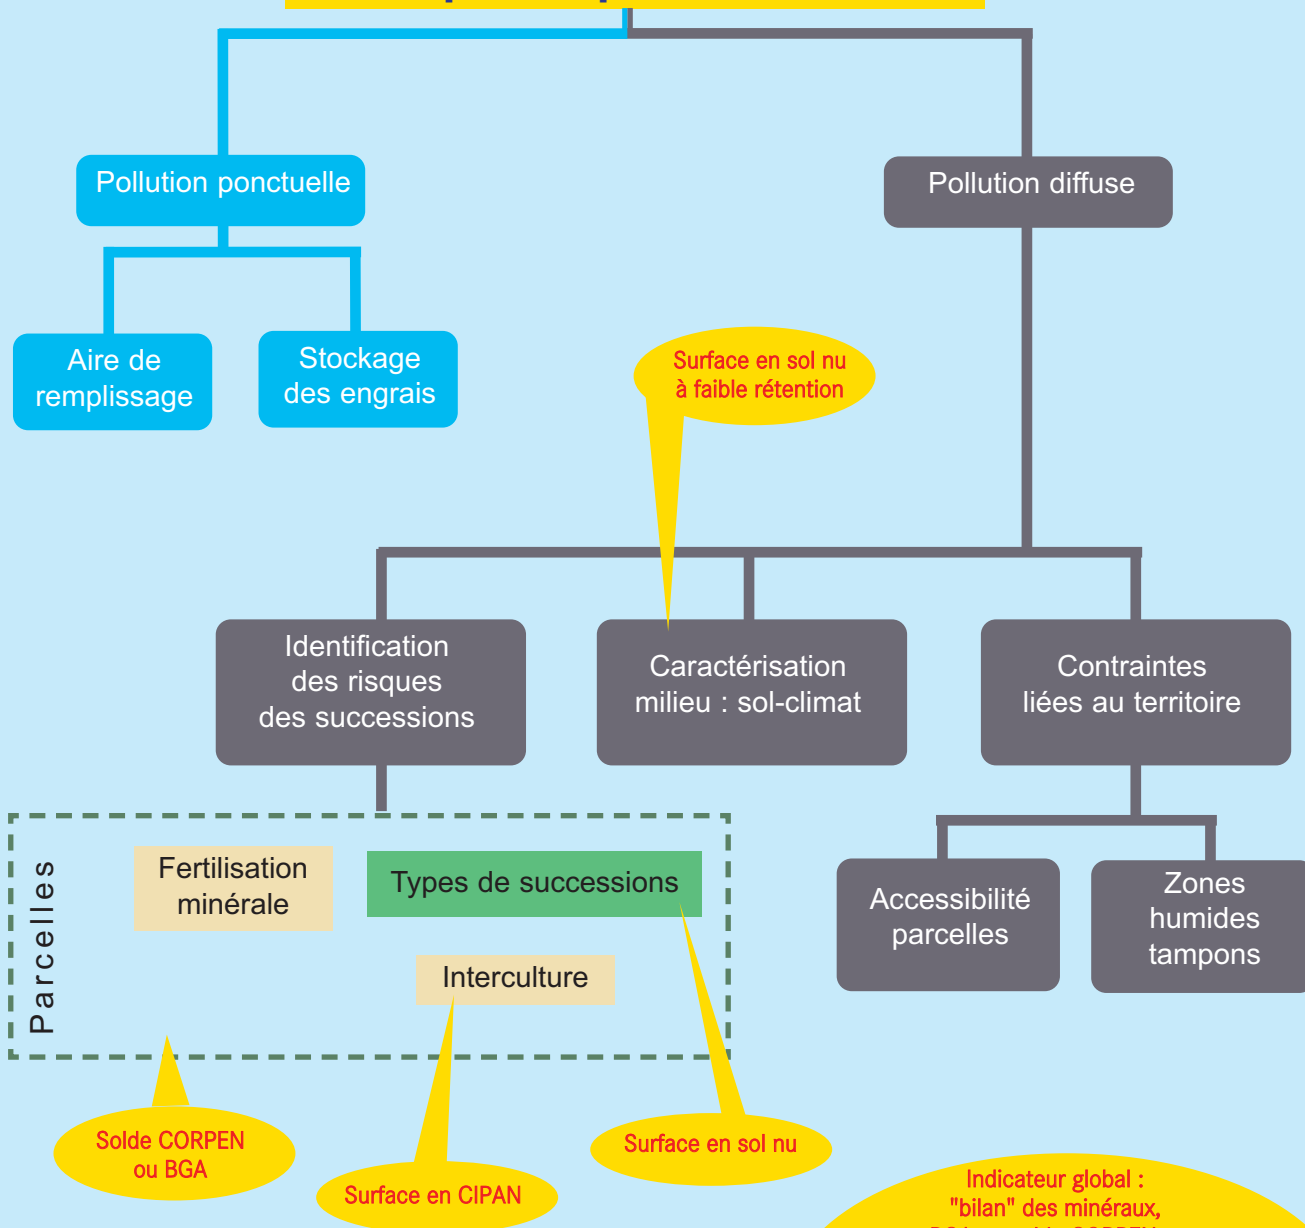 Pollution ponctuelle
Pollution diffuse
Aire de
remplissage
Stockage
des engrais
Surface en sol nu
à faible rétention
Identification
des risques
des successions
Caractérisation
milieu : sol-climat
Contraintes
liées au territoire
Parcelles
Fertilisation
minérale
Types de successions
Interculture
Accessibilité
parcelles
Zones
humides
tampons
Solde CORPEN
ou BGA
Surface en CIPAN
Surface en sol nu
Indicateur global :
"bilan" des minéraux,